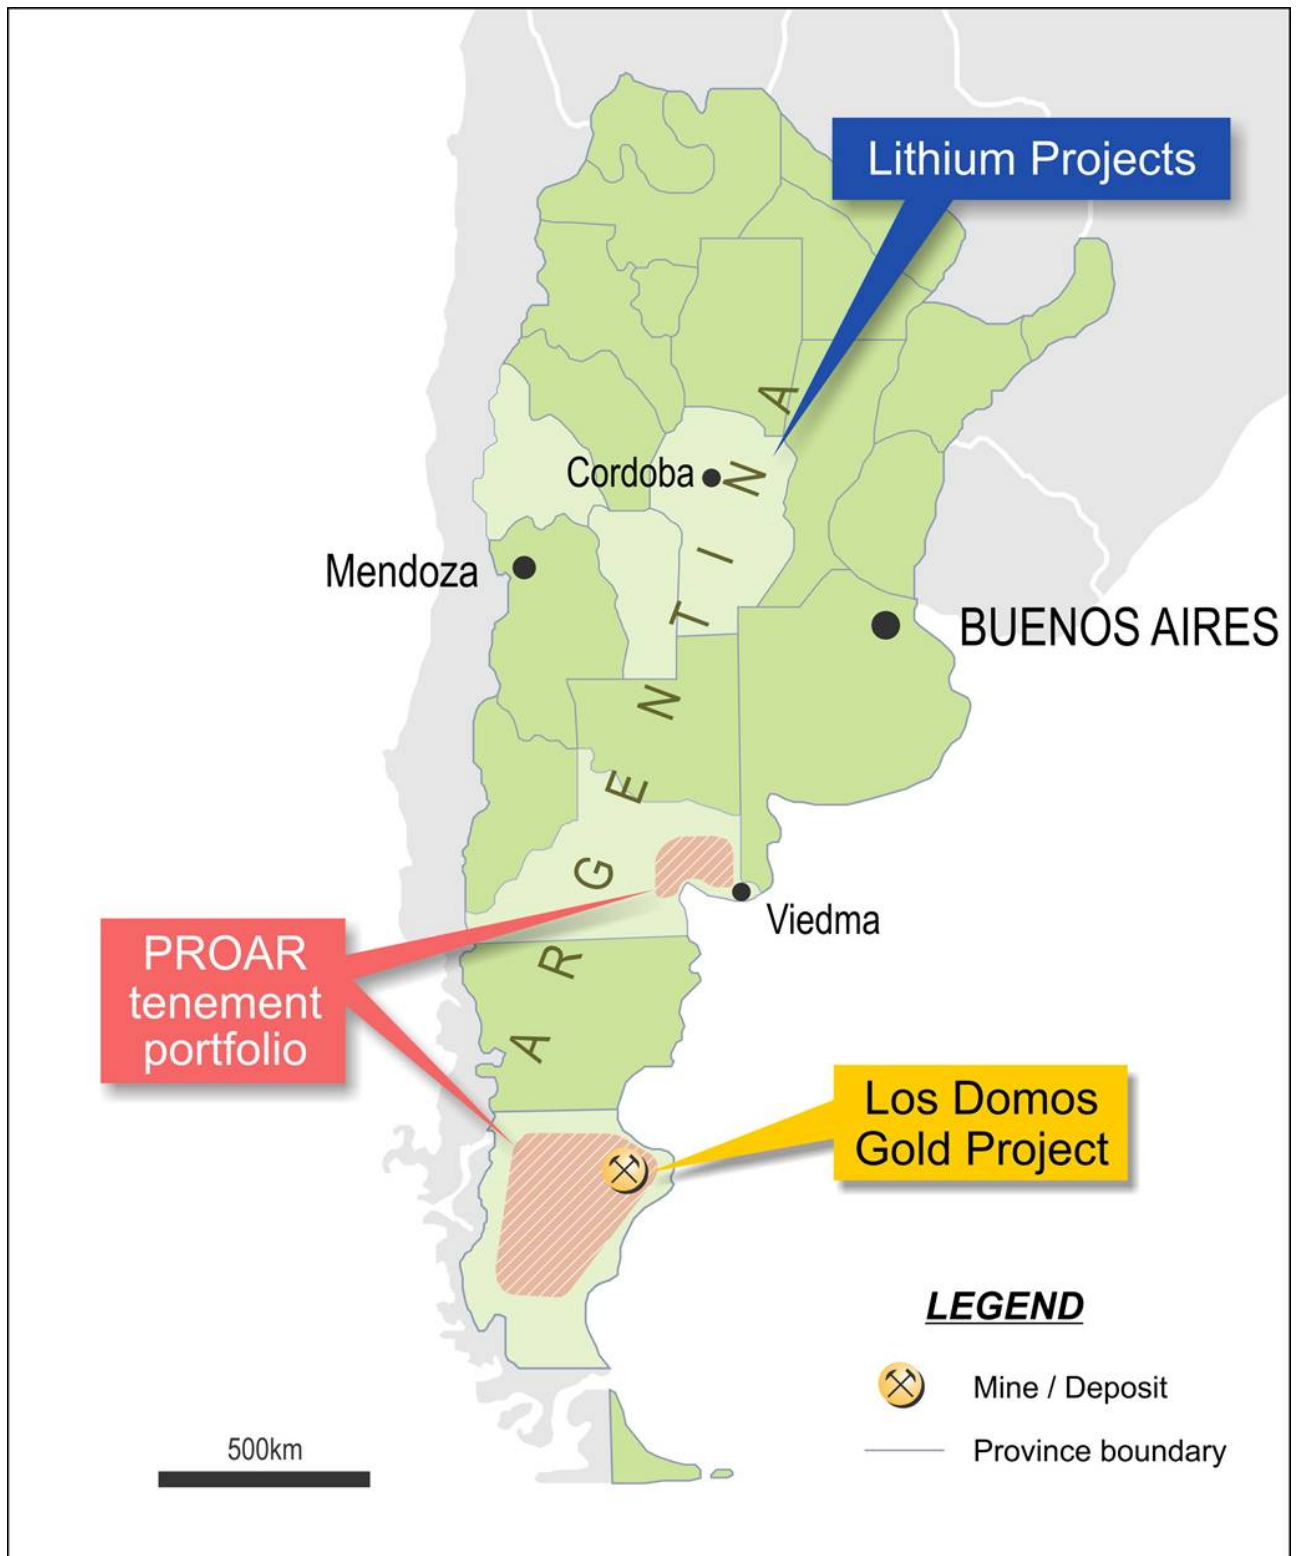 Lithium Projects
Cordoba
Mendoza
BUENOS AIRES
ARGENTINA
Viedma
PROAR
tenement
portfolio
Los Domos
Gold Project
LEGEND
Mine / Deposit
Province boundary
500km